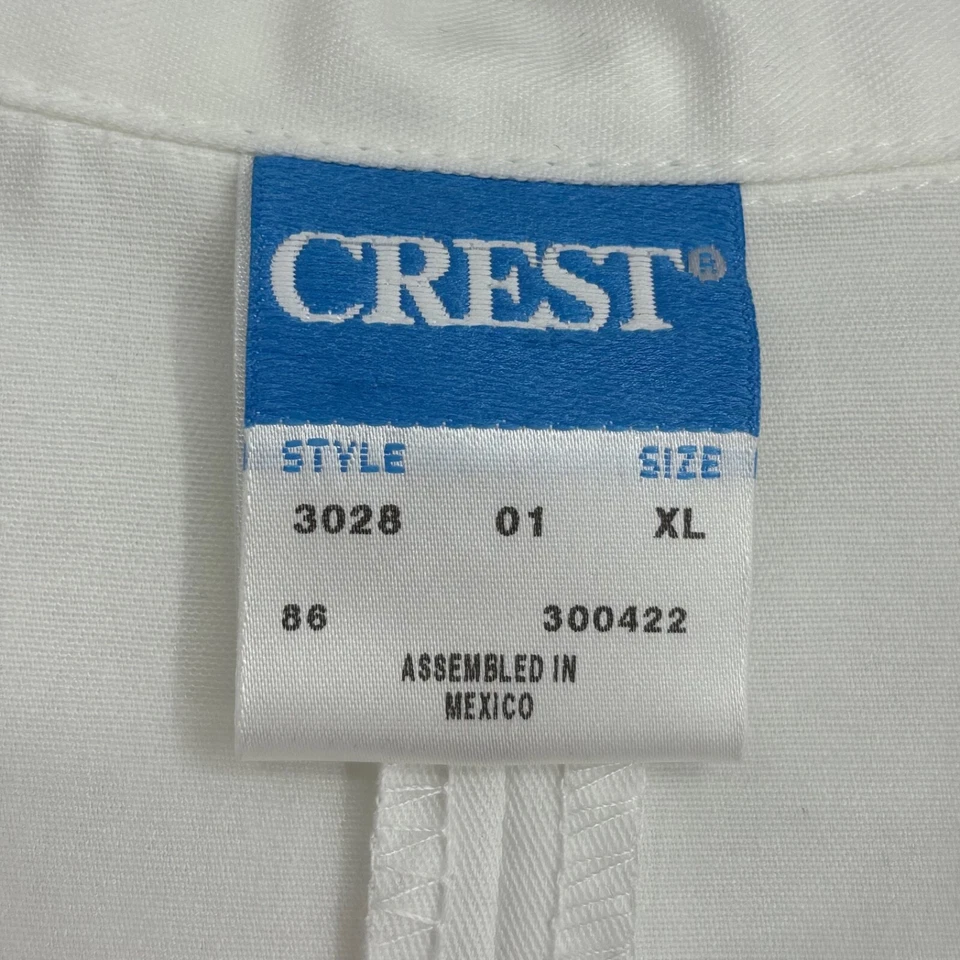 CREST®
STYLE SIZE
3028 01 XL
86 300422
ASSEMBLED IN
MEXICO